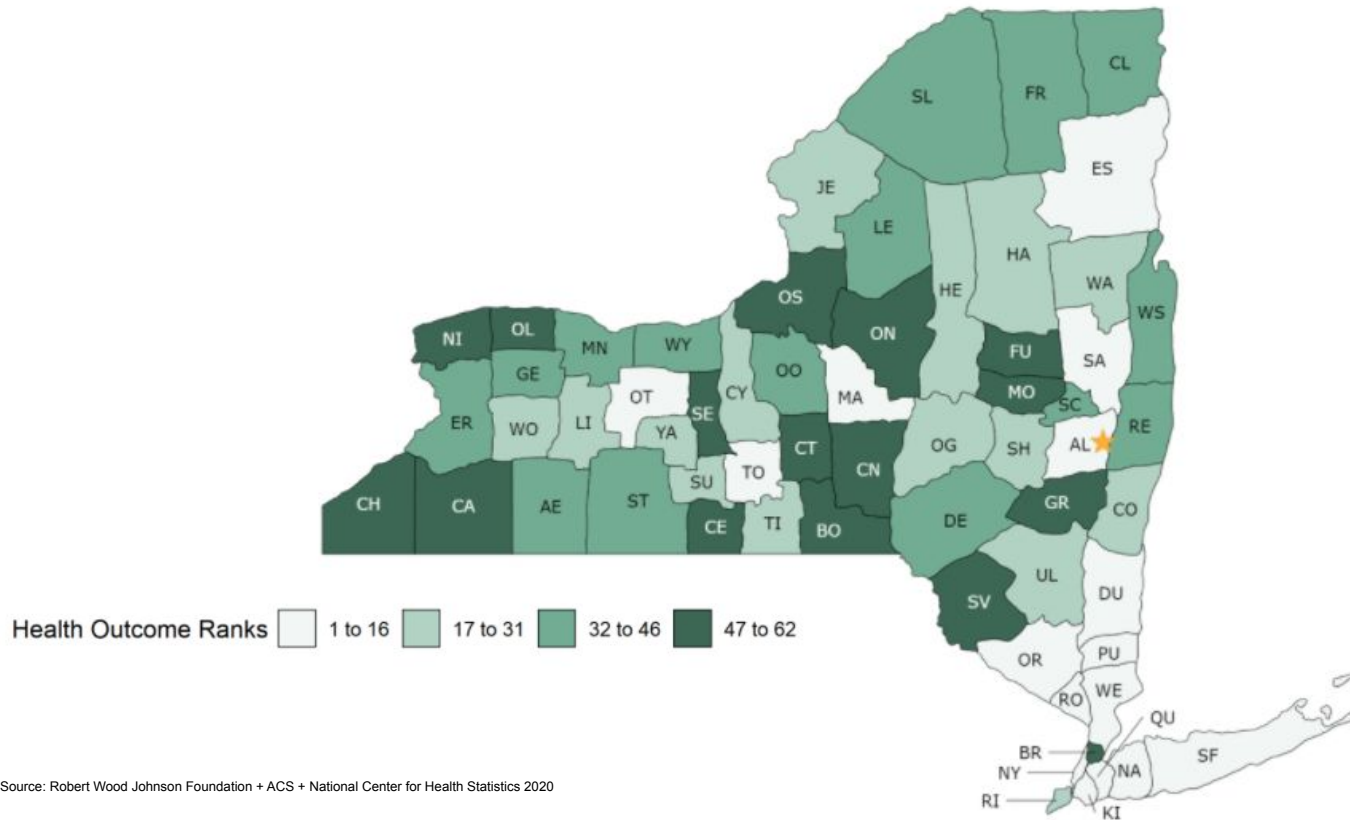 CL
SL
FR
ES
JE
LE
HA
WA
HE
OS
WS
ON
NI
OL
MN
WY
FU
SA
OO
GE
MO
OT
CY
MA
SC
SE
ER
WO
LI
YA
OG
SH
AL
RE
CT
TO
CN
SU
CH
CA
AE
ST
GR
CO
CE
TI
BO
DE
UL
DU
SV
Health Outcome Ranks 1 to 16 17 to 31 32 to 46 47 to 62
OR
PU
RO
WE
QU
BR
SF
NY
NA
RI
KI
Source: Robert Wood Johnson Foundation + ACS + National Center for Health Statistics 2020